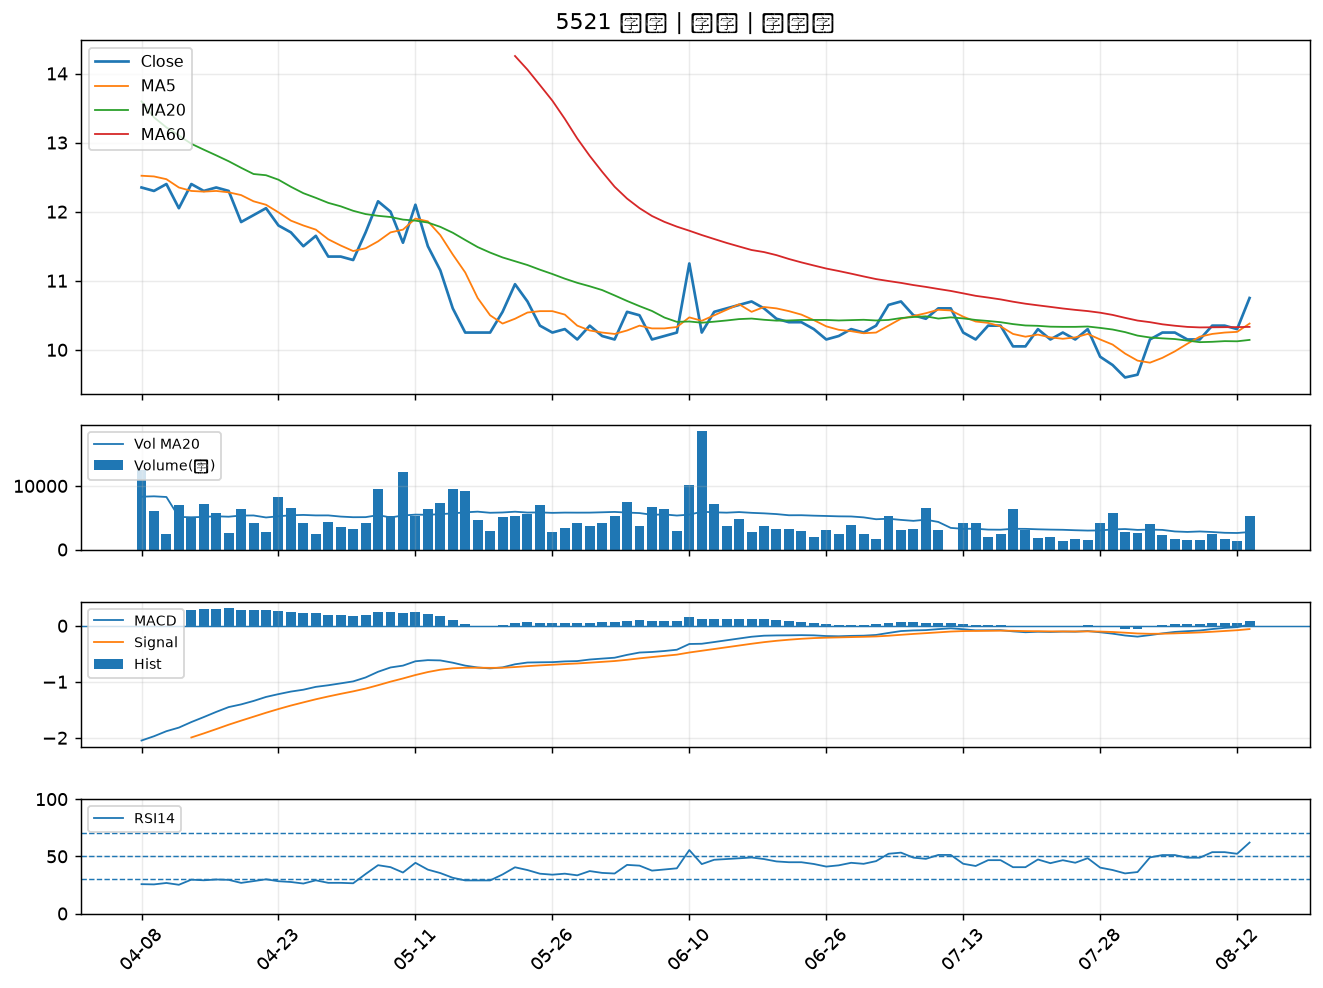 5521 | |
Close
MA5
MA20
MA60
14
13
12
11
10
Vol MA20
Volume( )
10000
0
MACD
Signal
Hist
0
−1
−2
RSI14
100
50
0
04-08
04-23
05-11
05-26
06-10
06-26
07-13
07-28
08-12